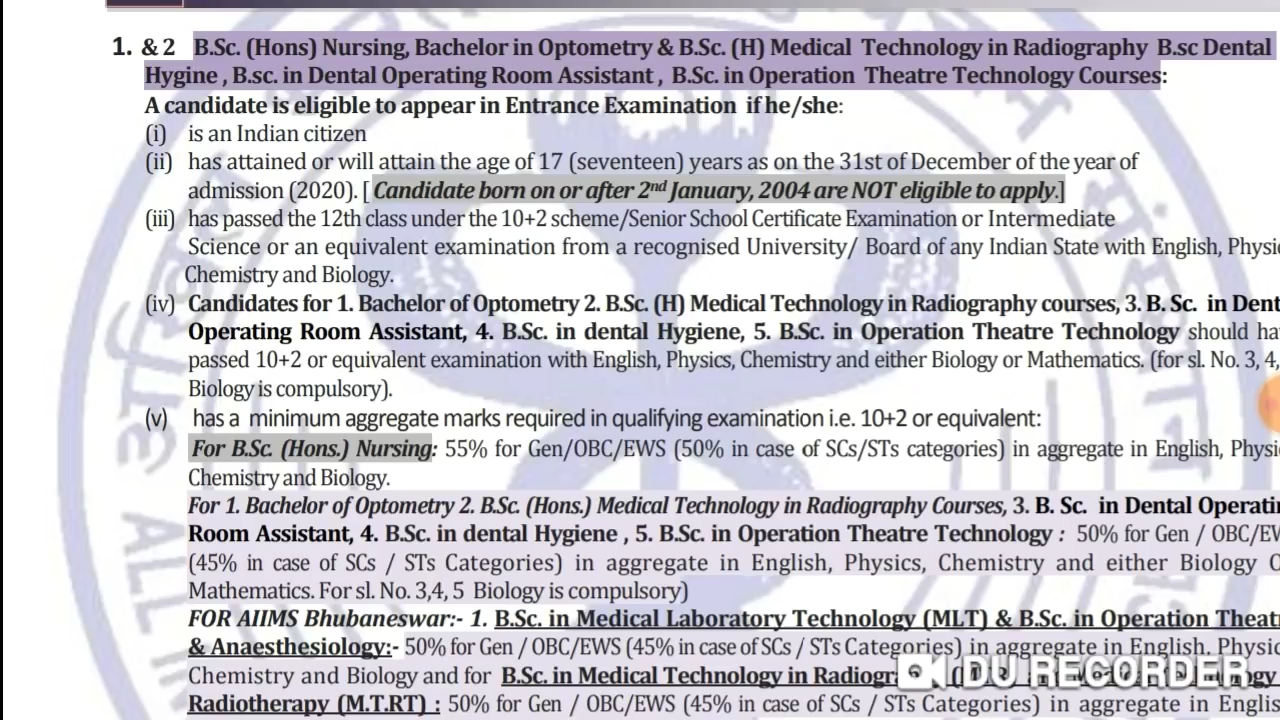 1. & 2 B.Sc. (Hons) Nursing, Bachelor in Optometry & B.Sc. (H) Medical Technology in Radiography B.sc Dental
Hygine , B.sc. in Dental Operating Room Assistant , B.Sc. in Operation Theatre Technology Courses:
A candidate is eligible to appear in Entrance Examination if he/she:
(i) is an Indian citizen
(ii) has attained or will attain the age of 17 (seventeen) years as on the 31st of December of the year of
admission (2020). [ Candidate born on or after 2nd January, 2004 are NOT eligible to apply.]
(iii) has passed the 12th class under the 10+2 scheme/Senior School Certificate Examination or Intermediate
Science or an equivalent examination from a recognised University/ Board of any Indian State with English, Physic
Chemistry and Biology.
(iv) Candidates for 1. Bachelor of Optometry 2. B.Sc. (H) Medical Technology in Radiography courses, 3. B. Sc. in Dent
Operating Room Assistant, 4. B.Sc. in dental Hygiene, 5. B.Sc. in Operation Theatre Technology should ha
passed 10+2 or equivalent examination with English, Physics, Chemistry and either Biology or Mathematics. (for sl. No. 3, 4,
Biology is compulsory).
(v) has a minimum aggregate marks required in qualifying examination i.e. 10+2 or equivalent:
For B.Sc. (Hons.) Nursing: 55% for Gen/OBC/EWS (50% in case of SCs/STs categories) in aggregate in English, Physi
Chemistry and Biology.
For 1. Bachelor of Optometry 2. B.Sc. (Hons.) Medical Technology in Radiography Courses, 3. B. Sc. in Dental Operatin
Room Assistant, 4. B.Sc. in dental Hygiene , 5. B.Sc. in Operation Theatre Technology : 50% for Gen / OBC/EW
(45% in case of SCs / STs Categories) in aggregate in English, Physics, Chemistry and either Biology O
Mathematics. For sl. No. 3,4, 5 Biology is compulsory)
FOR AIIMS Bhubaneswar:- 1. B.Sc. in Medical Laboratory Technology (MLT) & B.Sc. in Operation Theatr
& Anaesthesiology:- 50% for Gen / OBC/EWS (45% in case of SCs / STs Categories) in aggregate in English, Physic
Chemistry and Biology and for B.Sc. in Medical Technology in Radiogr
DU RECORDER
Radiotherapy (M.T.RT) : 50% for Gen / OBC/EWS (45% in case of SCs / STs Categories) in aggregate in Englis
ALL IN